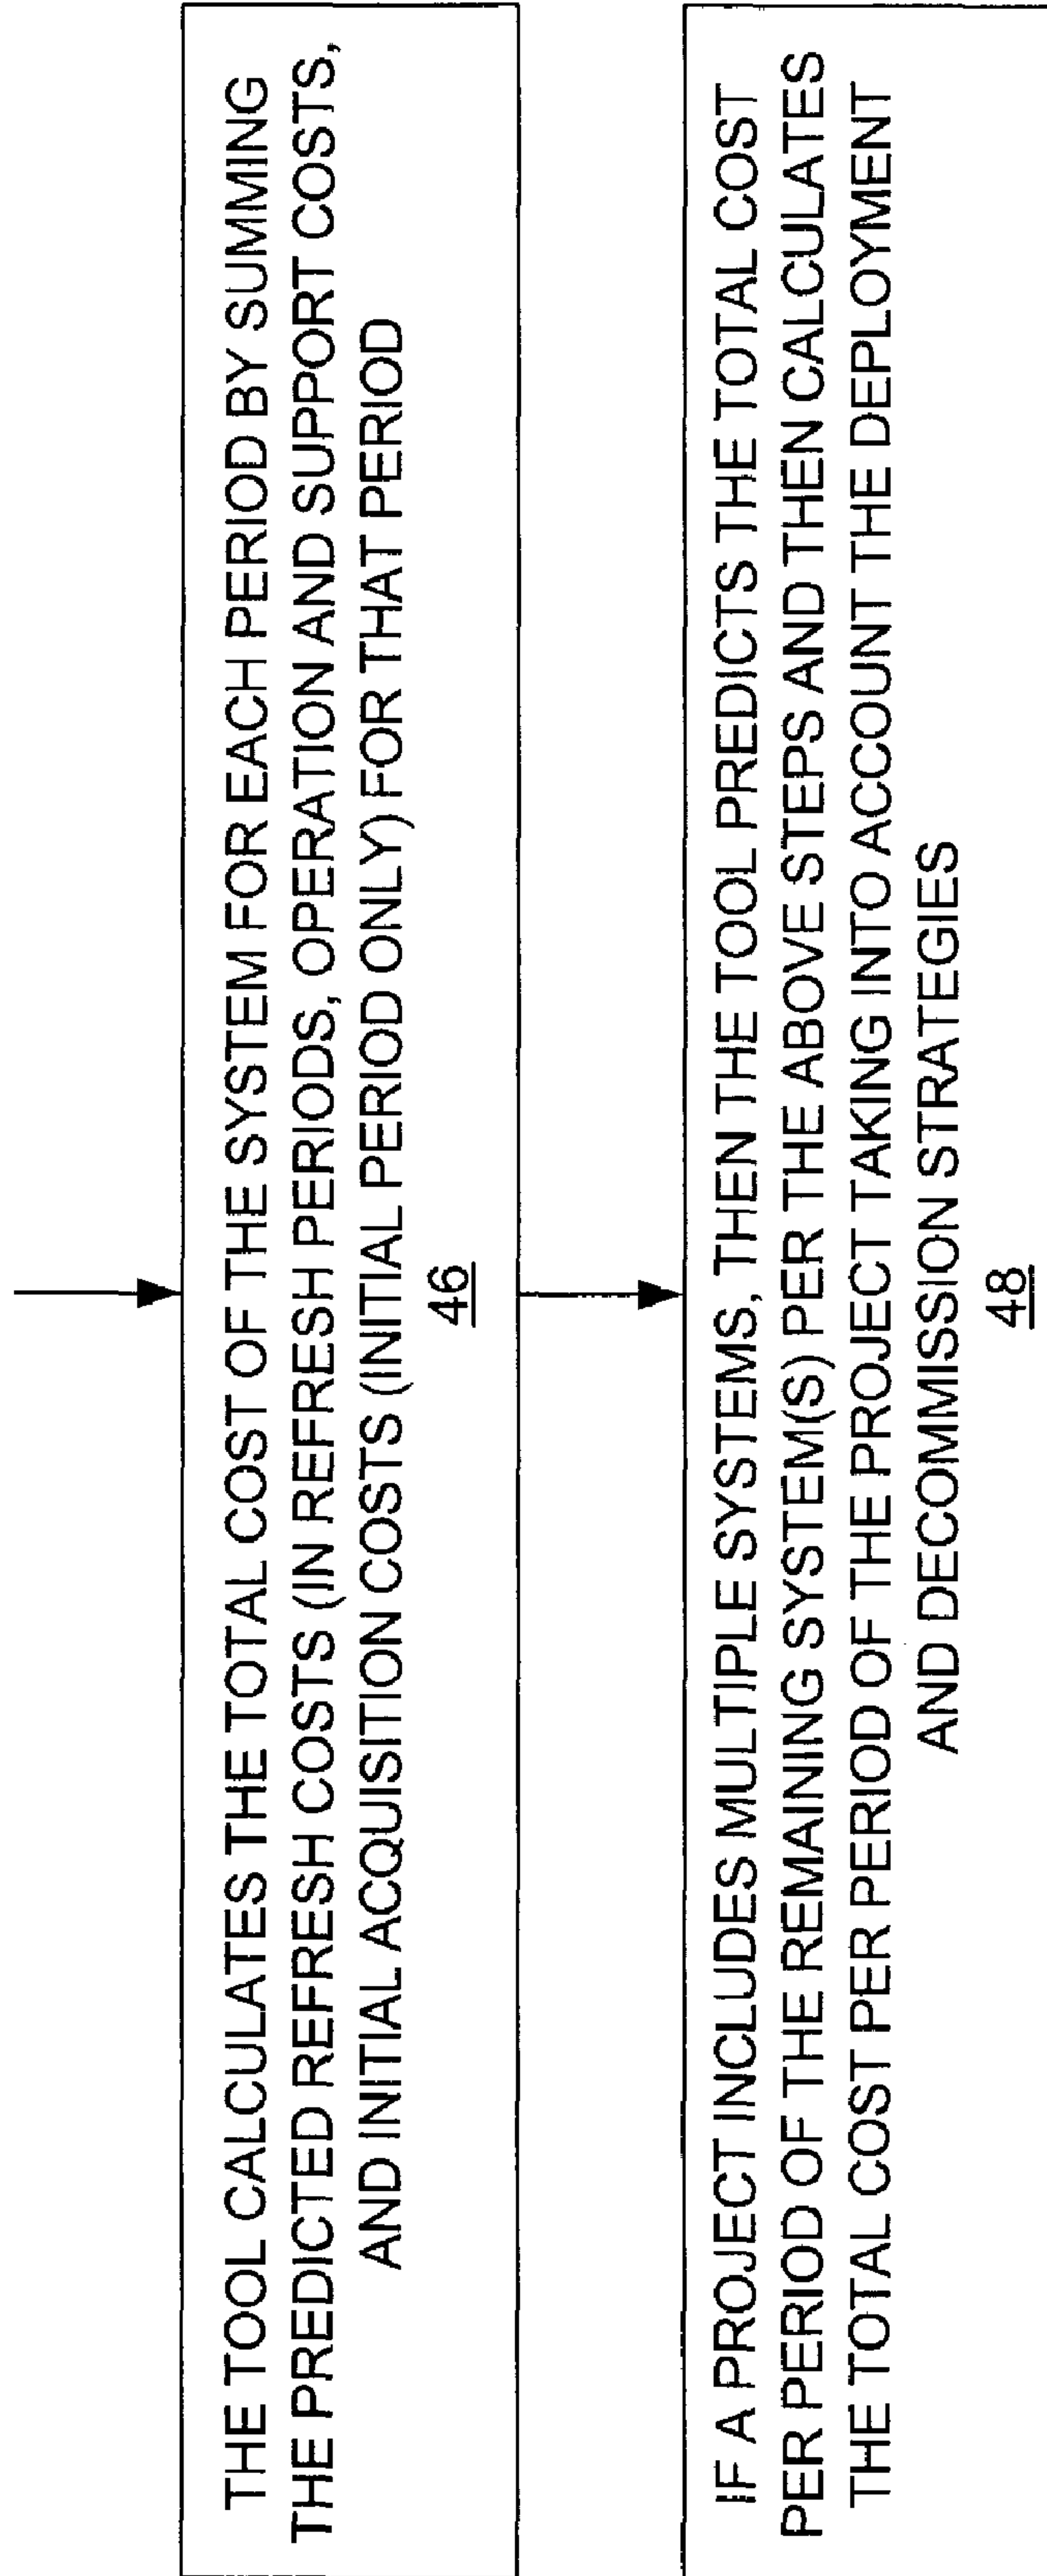 THE TOOL CALCULATES THE TOTAL COST OF THE SYSTEM FOR EACH PERIOD BY SUMMING
THE PREDICTED REFRESH COSTS (IN REFRESH PERIODS, OPERATION AND SUPPORT COSTS,
AND INITIAL ACQUISITION COSTS (INITIAL PERIOD ONLY) FOR THAT PERIOD
46
IF A PROJECT INCLUDES MULTIPLE SYSTEMS, THEN THE TOOL PREDICTS THE TOTAL COST
PER PERIOD OF THE REMAINING SYSTEM(S) PER THE ABOVE STEPS AND THEN CALCULATES
THE TOTAL COST PER PERIOD OF THE PROJECT TAKING INTO ACCOUNT THE DEPLOYMENT
AND DECOMMISSION STRATEGIES
48